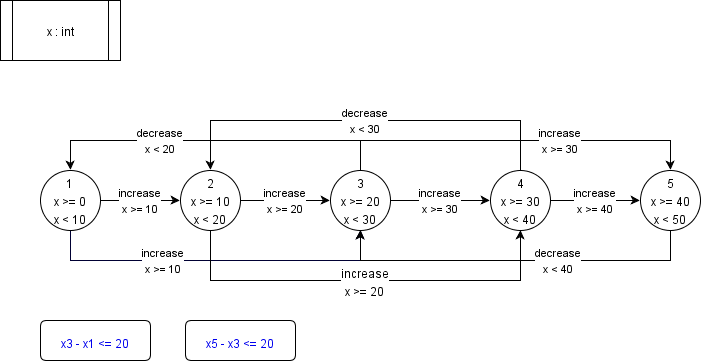 x : int
decrease
x < 30
decrease
x < 20
increase
x >= 30
1
x >= 0
x < 10
increase
x >= 10
2
x >= 10
x < 20
increase
x >= 20
3
x >= 20
x < 30
increase
x >= 30
4
x >= 30
x < 40
increase
x >= 40
5
x >= 40
x < 50
increase
x >= 10
decrease
x < 40
increase
x >= 20
x3 - x1 <= 20
x5 - x3 <= 20